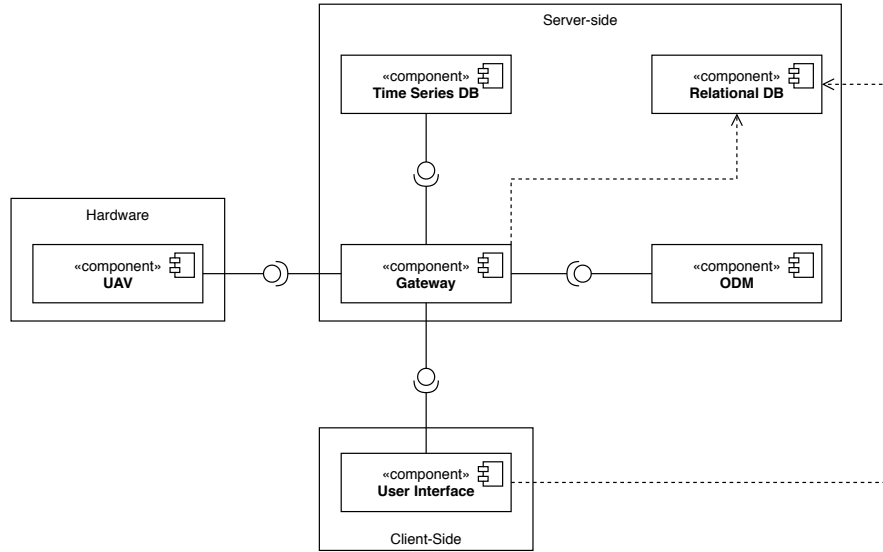 Server-side
«component»
Time Series DB
«component»
Relational DB
Hardware
«component»
UAV
«component»
Gateway
«component»
ODM
«component»
User Interface
Client-Side